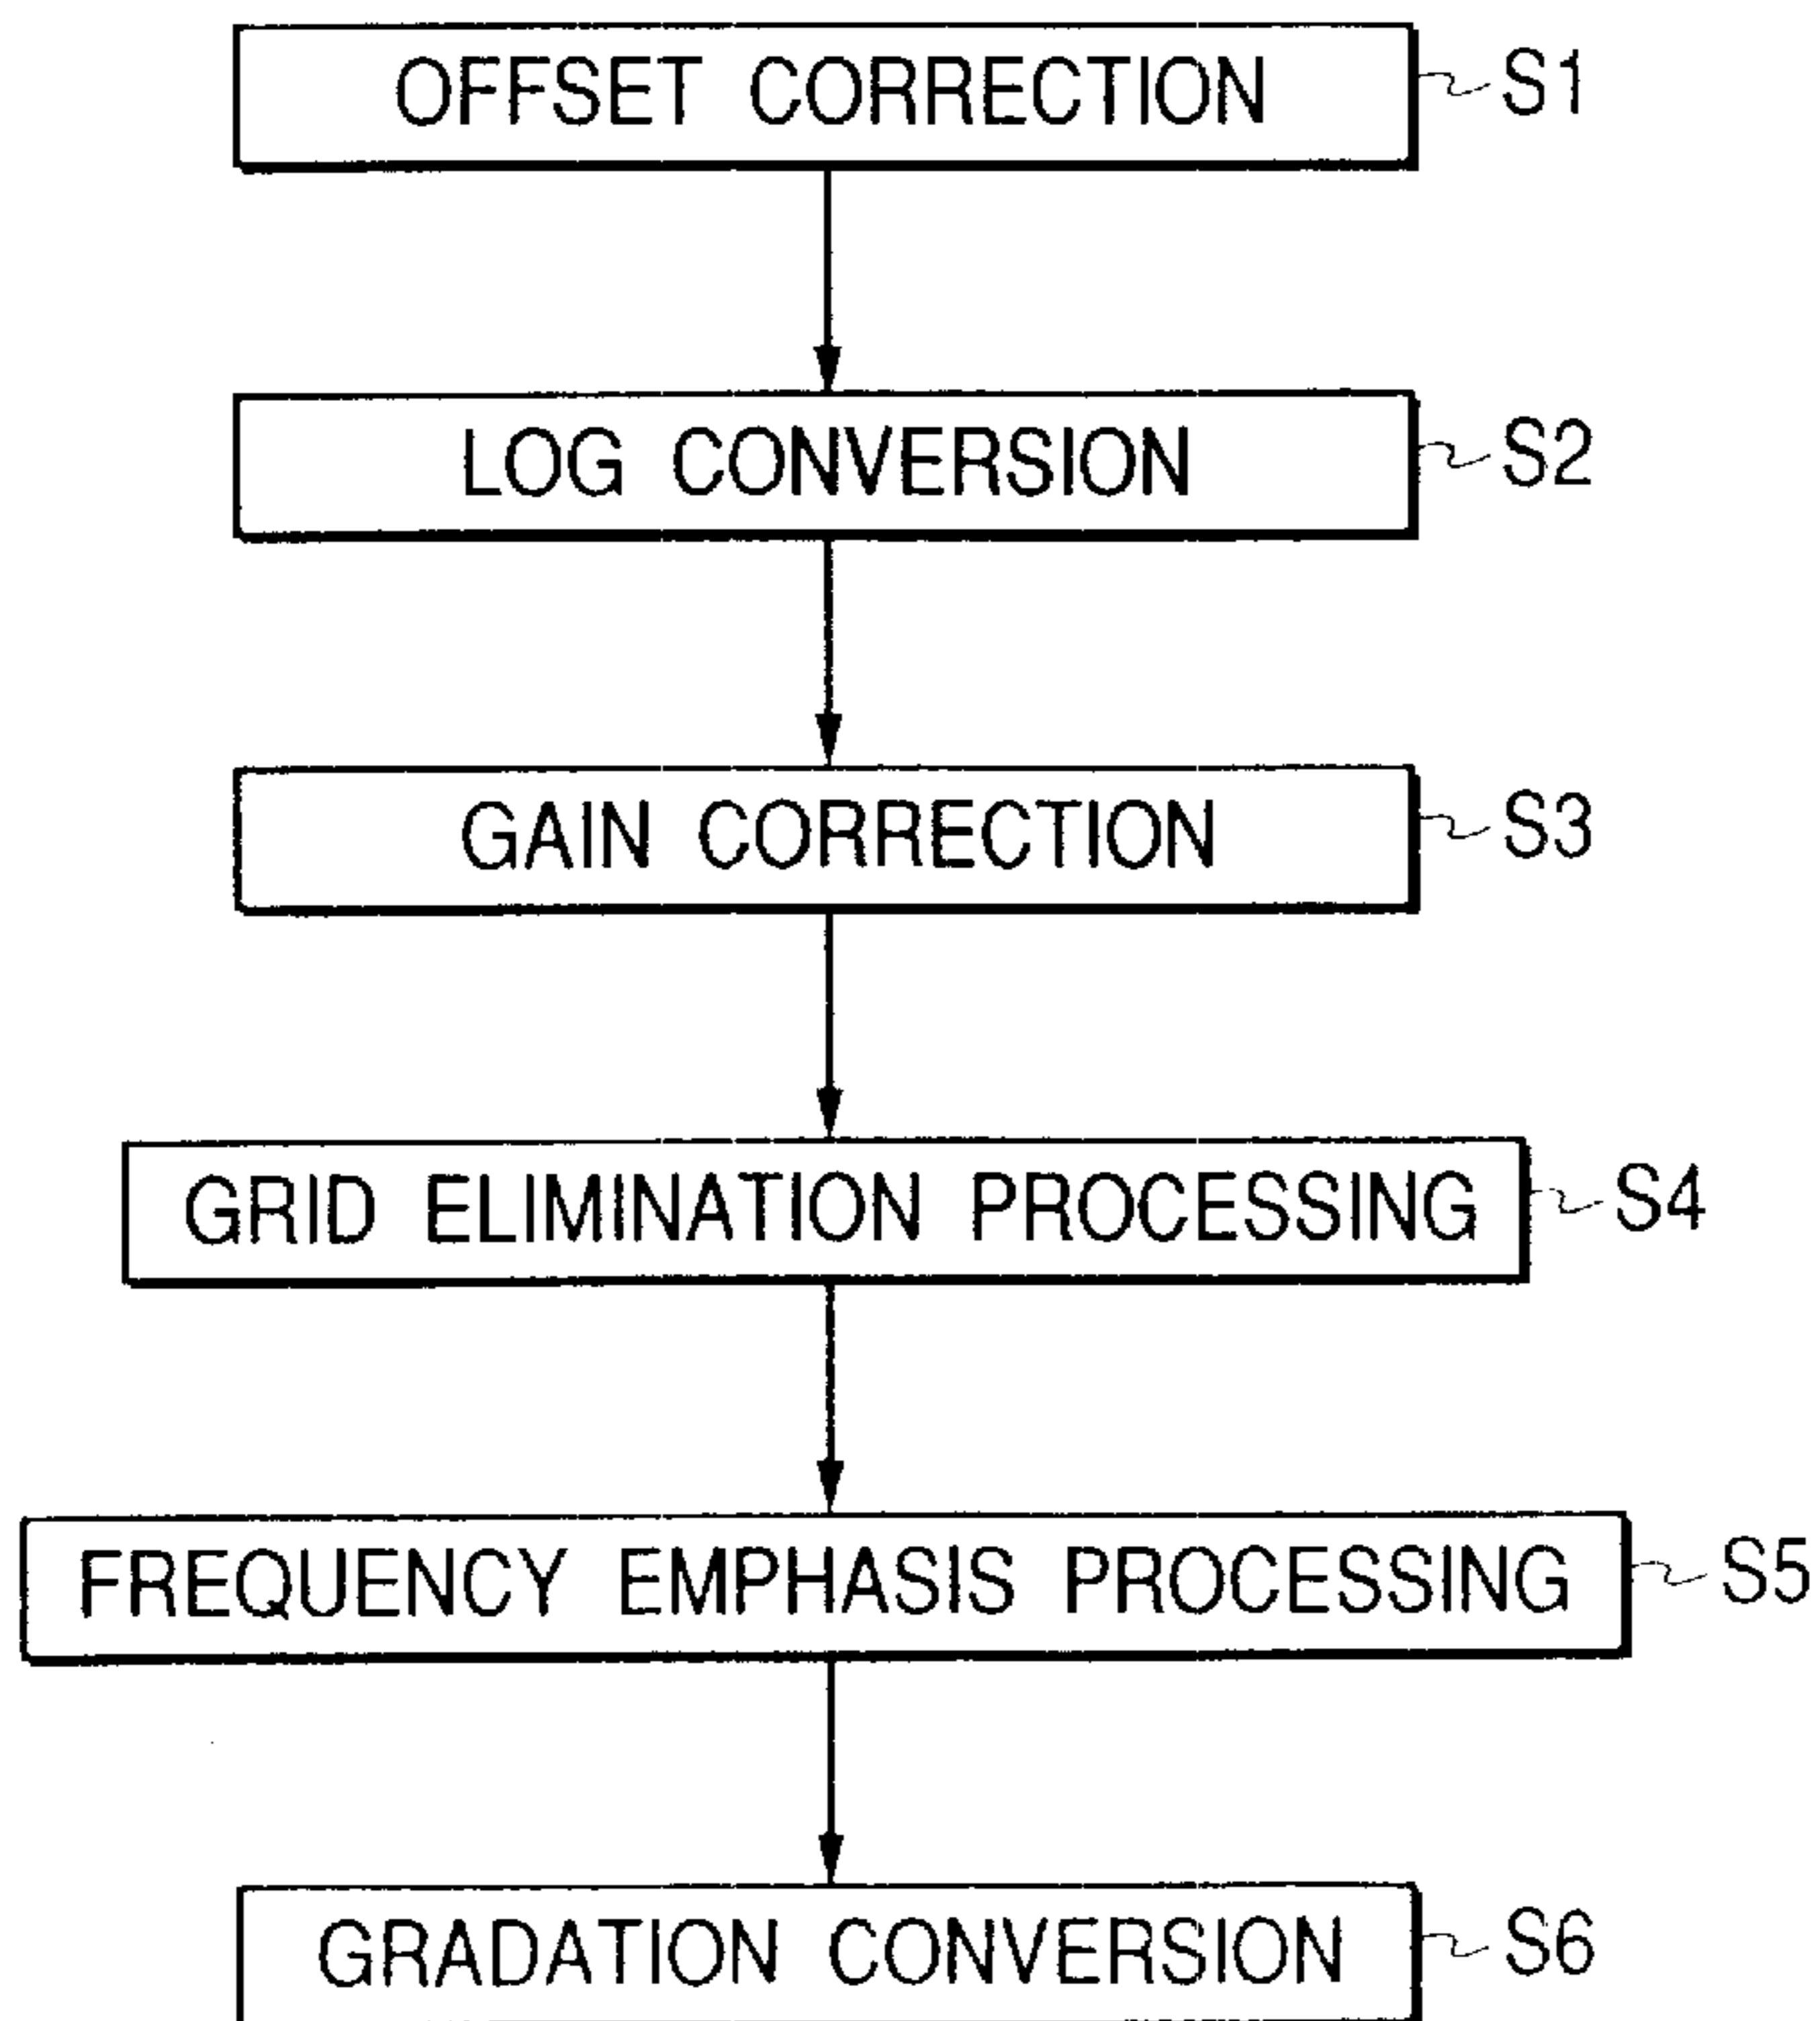 OFFSET CORRECTION S1
LOG CONVERSION S2
GAIN CORRECTION S3
GRID ELIMINATION PROCESSING S4
FREQUENCY EMPHASIS PROCESSING S5
GRADATION CONVERSION S6